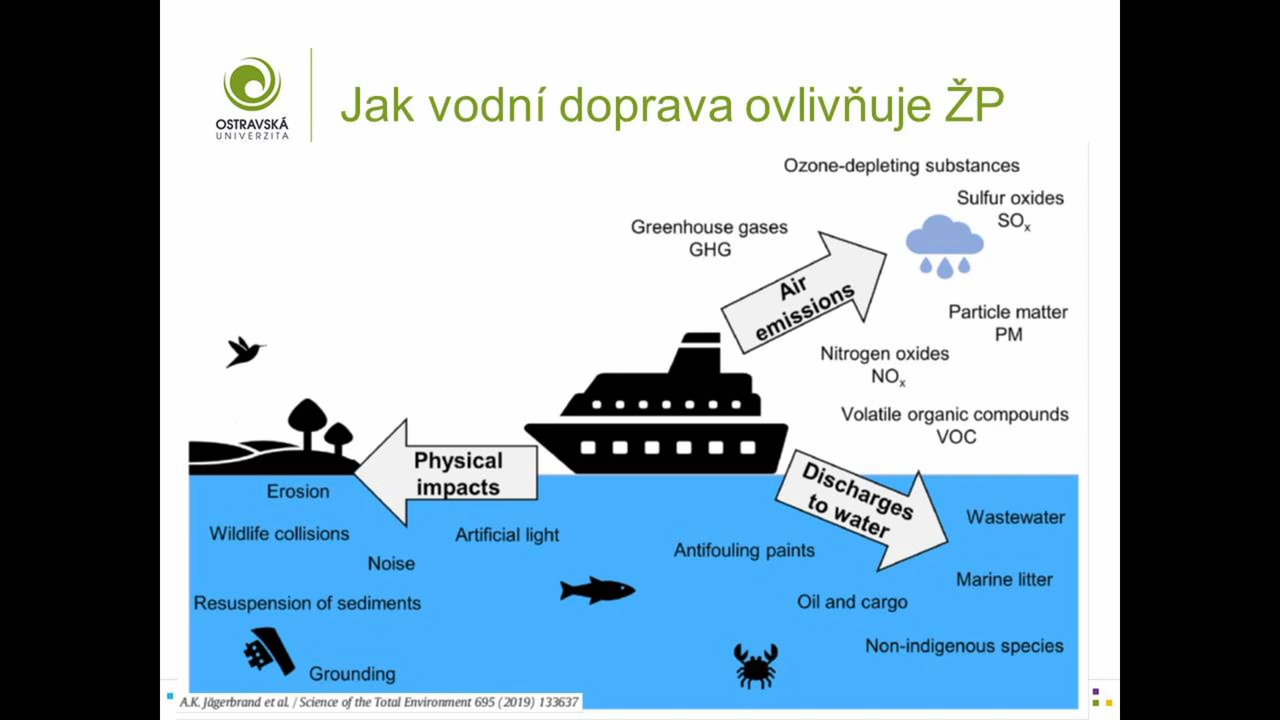 OSTRAVSKÁ
UNIVERZITA
Jak vodní doprava ovlivňuje ŽP
Ozone-depleting substances
Sulfur oxides
SOx
Greenhouse gases
GHG
Air
emissions
Particle matter
PM
Nitrogen oxides
NOx
Volatile organic compounds
VOC
Physical
impacts
Discharges
to water
Erosion
Wildlife collisions
Artificial light
Noise
Resuspension of sediments
Grounding
Wastewater
Antifouling paints
Marine litter
Oil and cargo
Non-indigenous species
A.K. Jägerbrand et al. / Science of the Total Environment 695 (2019) 133637